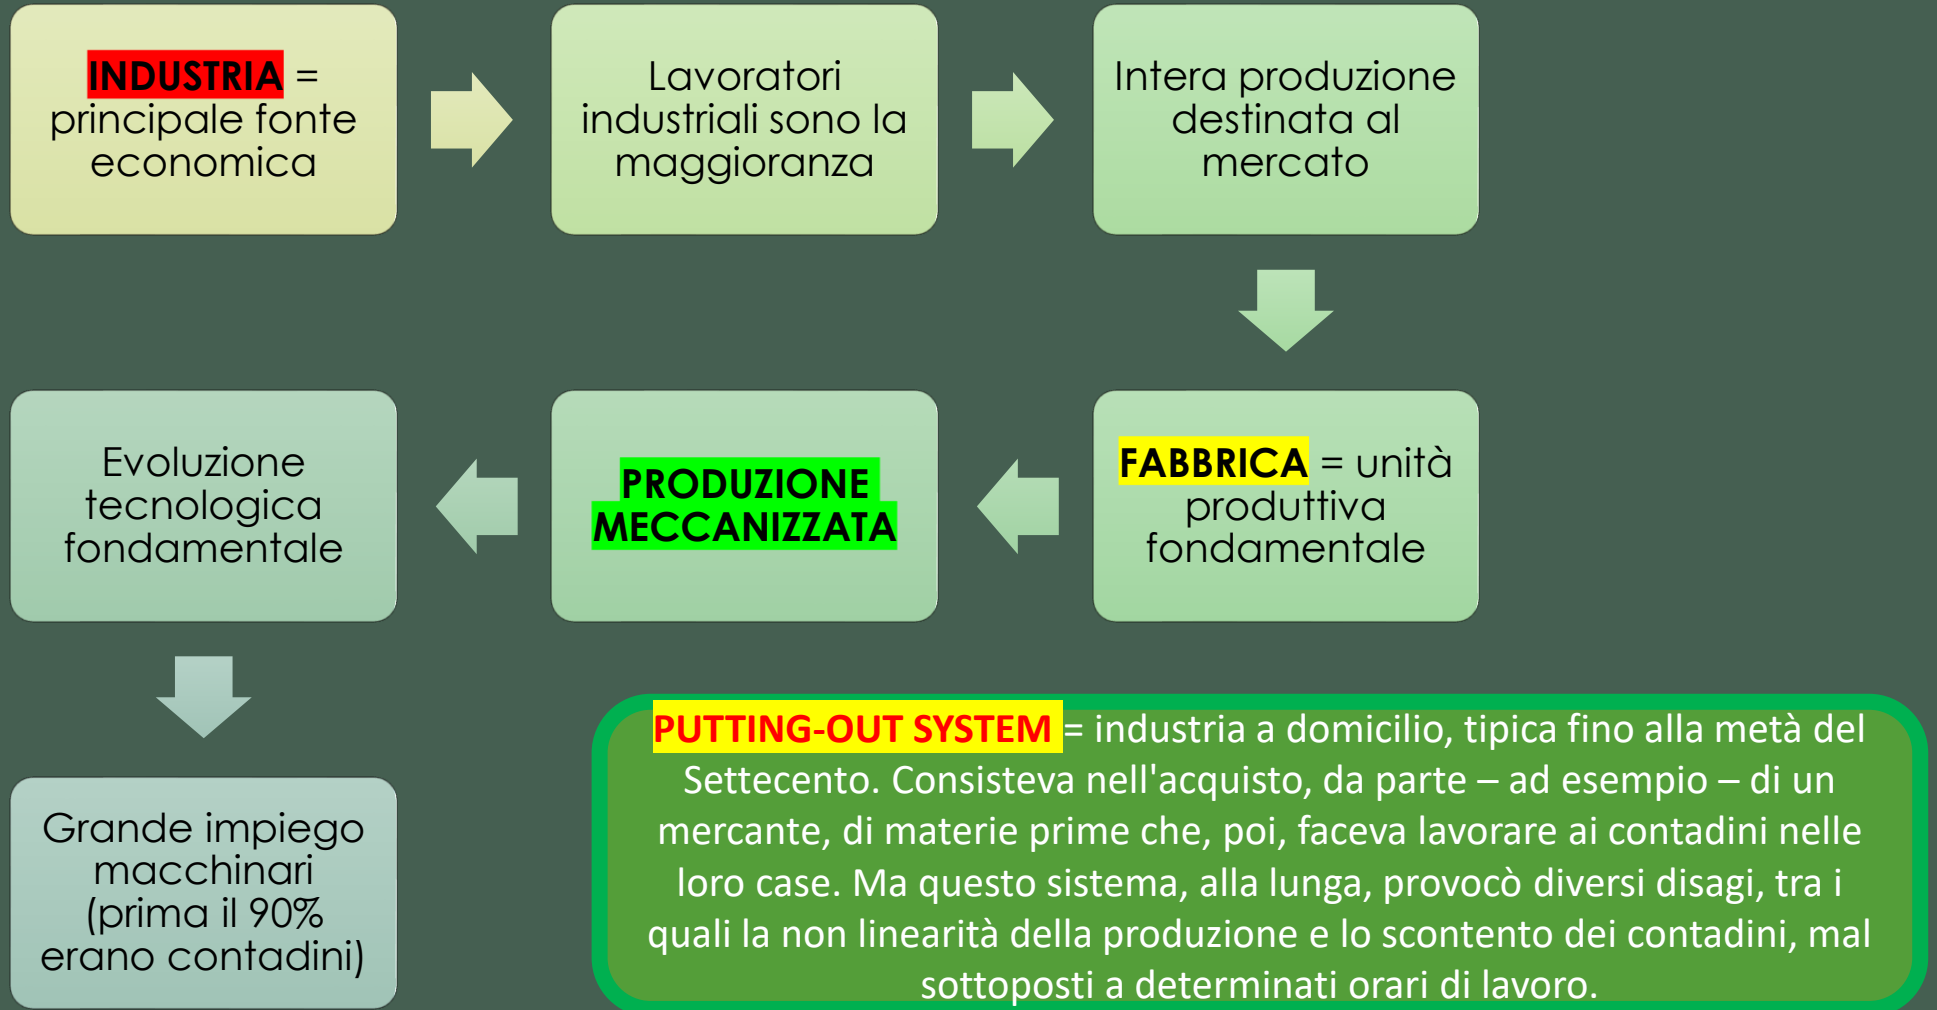 INDUSTRIA =
principale fonte
economica
Lavoratori
industriali sono la
maggioranza
Intera produzione
destinata al
mercato
FABBRICA = unità
produttiva
fondamentale
PRODUZIONE
MECCANIZZATA
Evoluzione
tecnologica
fondamentale
Grande impiego
macchinari
(prima il 90%
erano contadini)
PUTTING-OUT SYSTEM = industria a domicilio, tipica fino alla metà del
Settecento. Consisteva nell'acquisto, da parte – ad esempio – di un
mercante, di materie prime che, poi, faceva lavorare ai contadini nelle
loro case. Ma questo sistema, alla lunga, provocò diversi disagi, tra i
quali la non linearità della produzione e lo scontento dei contadini, mal
sottoposti a determinati orari di lavoro.